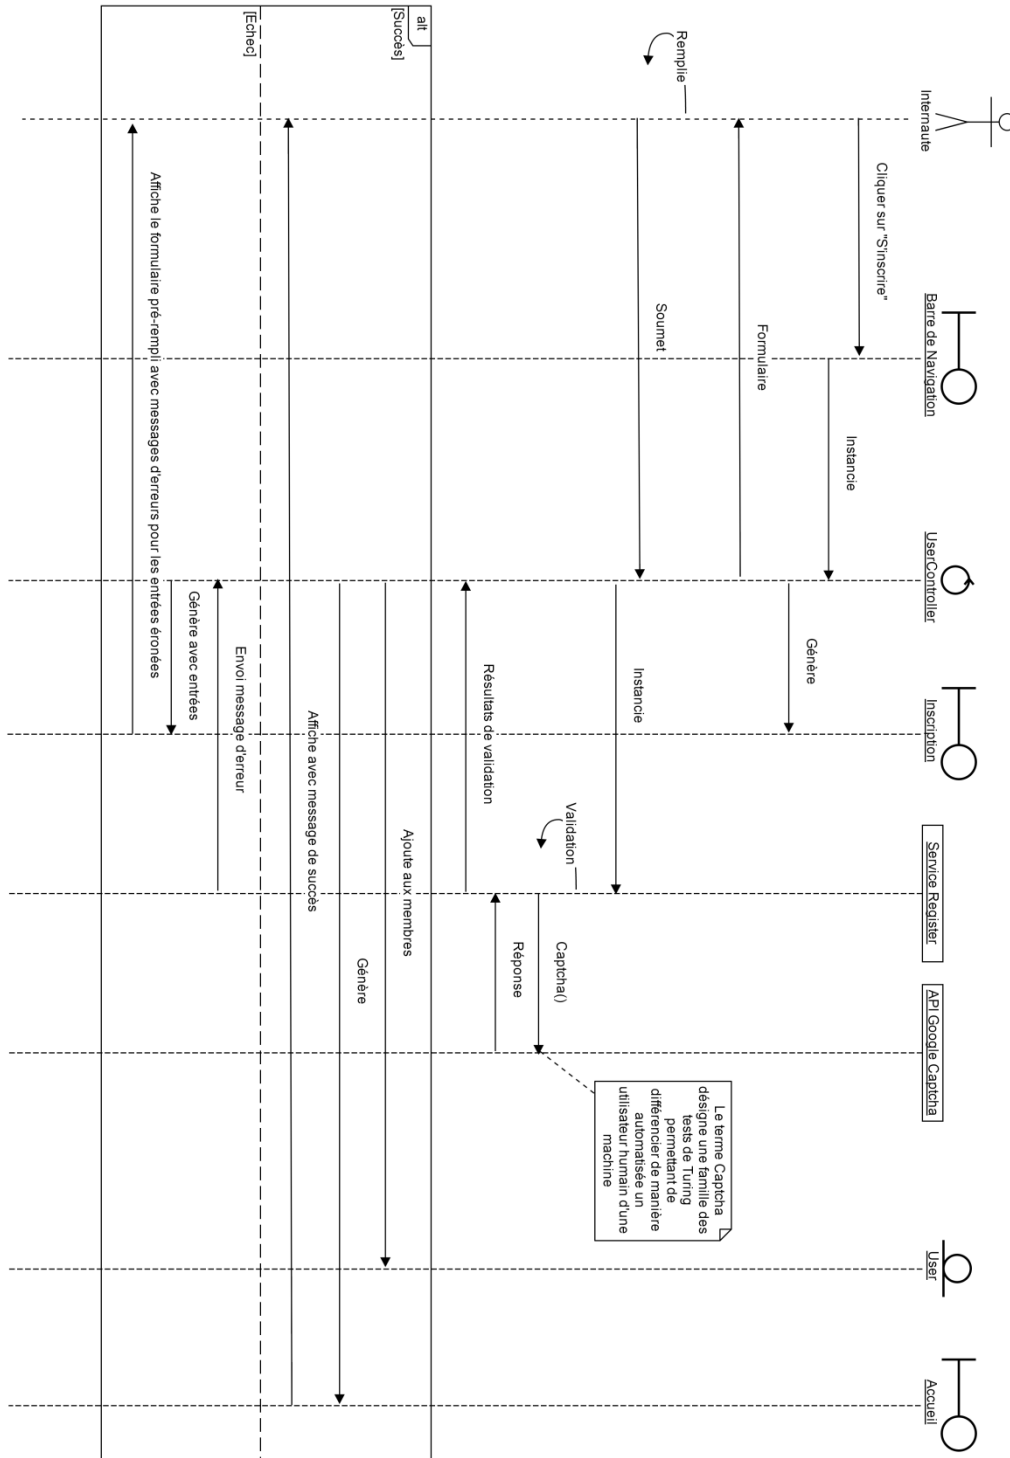 Internaute
Barre de Navigation
UserController
Inscription
Service Register
API Google Captcha
User
Accueil
Cliquer sur "S'inscrire"
Instancie
Génère
Formulaire
Remplie
Soumet
Instancie
Validation
Captcha()
Le terme Captcha
désigne une famille des
tests de Turing
permettant de
différencier de manière
automatisée un
utilisateur humain d'une
machine
Réponse
Résultats de validation
alt
[Succès]
Ajoute aux membres
Génère
Affiche avec message de succès
[Echec]
Envoi message d'erreur
Génère avec entrées
Affiche le formulaire pré-rempli avec messages d'erreurs pour les entrées éronées